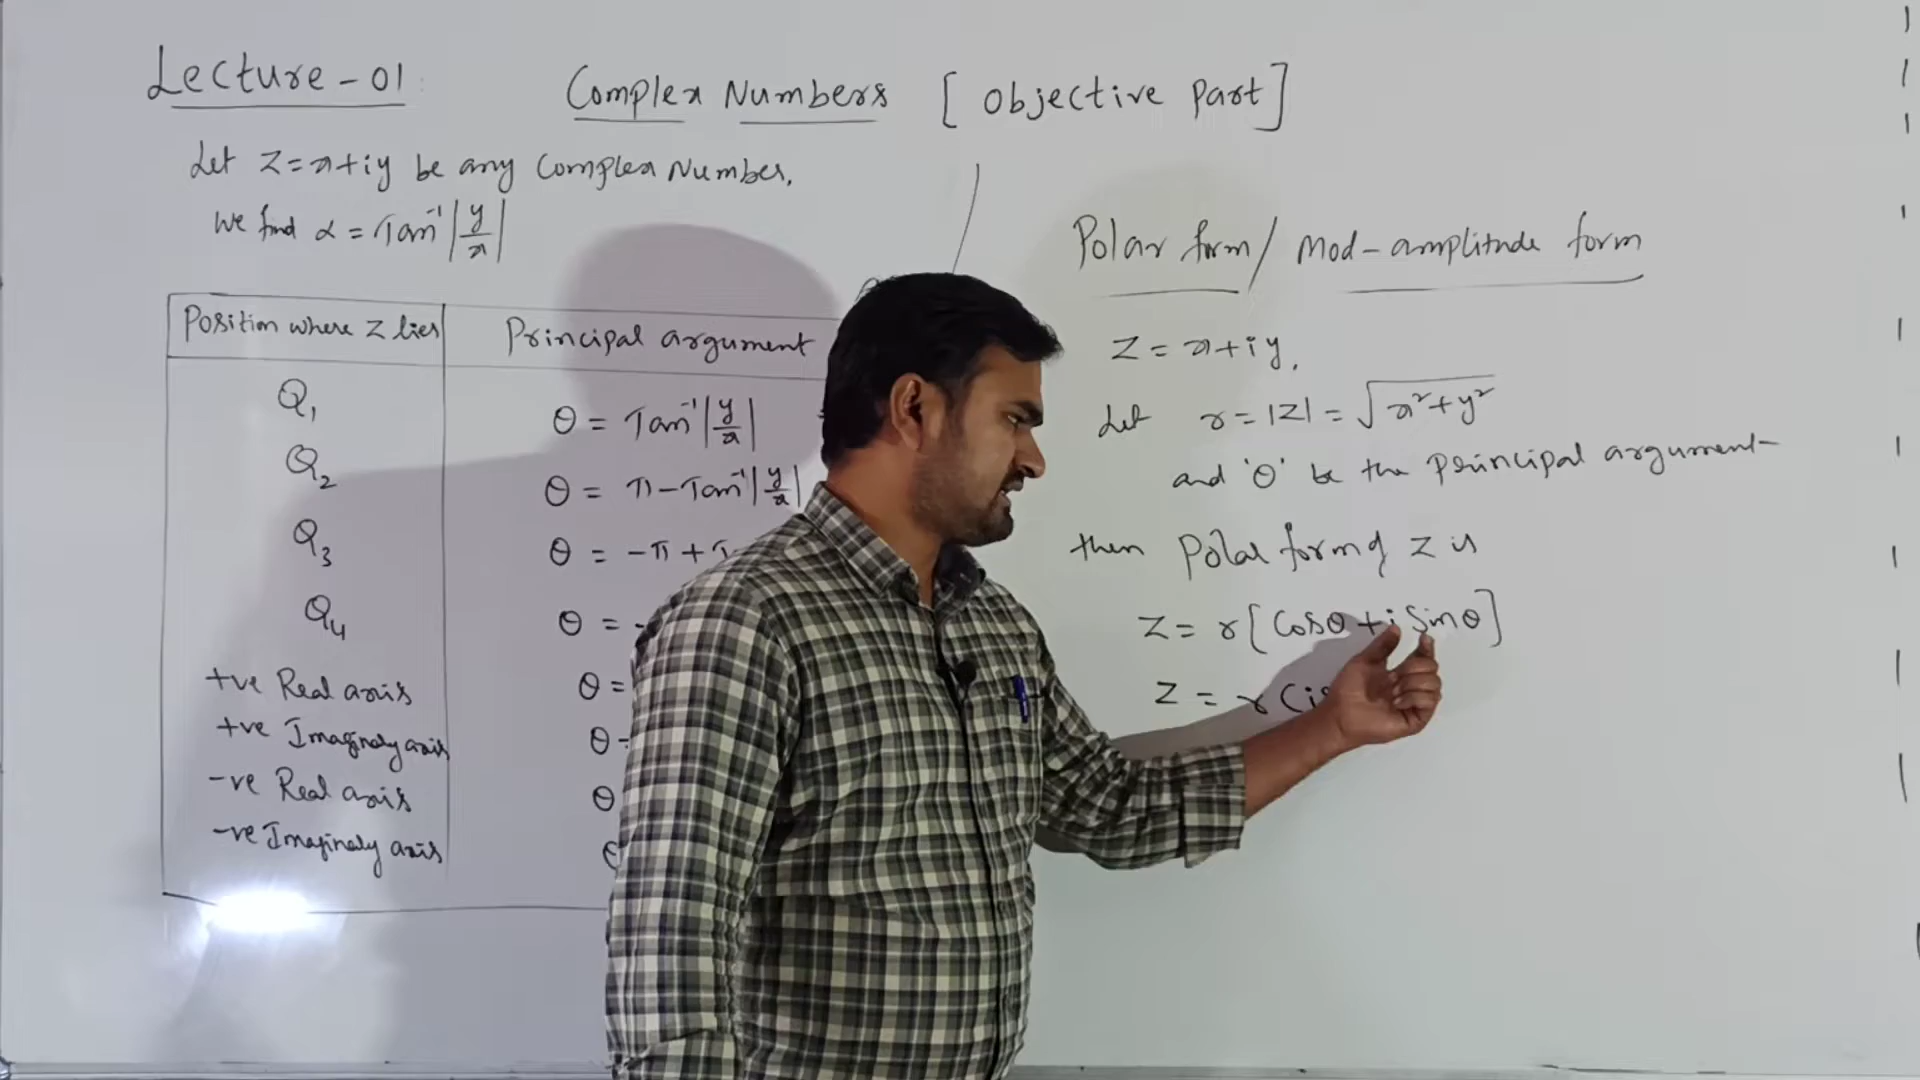 Lecture - 01
Complex Numbers [ Objective Part ]
Let Z = x+iy be any Complex Number.
We find α = Tan⁻¹|y/x|
Position where Z lies | Principal argument
Q₁ θ = Tan⁻¹|y/x|
Q₂ θ = π - Tan⁻¹|y/x|
Q₃ θ = -π +
Q₄ θ = -
+ve Real axis θ =
+ve Imaginary axis θ
-ve Real axis θ
-ve Imaginary axis
Polar form / Mod-amplitude form
Z = x+iy.
Let r = |Z| = √x²+y²
and 'θ' be the principal argument
then Polar form of Z is
Z = r [Cosθ + i Sinθ]
Z = r Cis